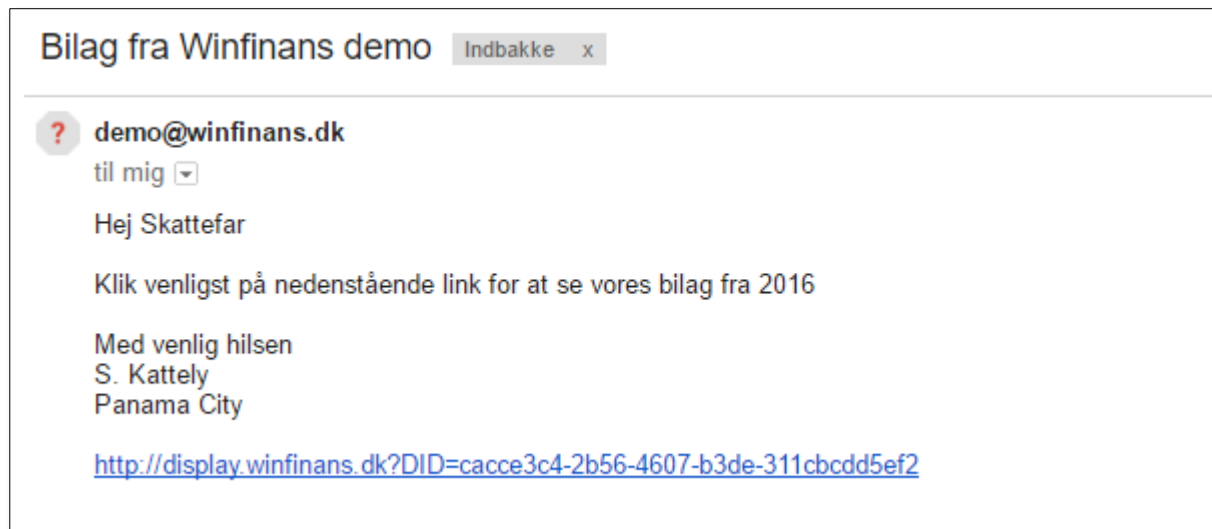 Bilag fra Winfinans demo Indbakke x
? demo@winfinans.dk
til mig
Hej Skattefar
Klik venligst på nedenstående link for at se vores bilag fra 2016
Med venlig hilsen
S. Kattely
Panama City
http://display.winfinans.dk?DID=cacce3c4-2b56-4607-b3de-311cbcdd5ef2